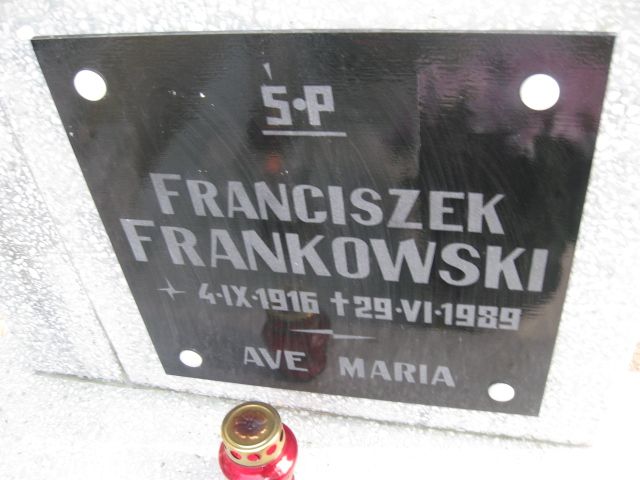 Ś·P
FRANCISZEK
FRANKOWSKI
4·IX·1916 ✝ 29·VI·1989
AVE MARIA